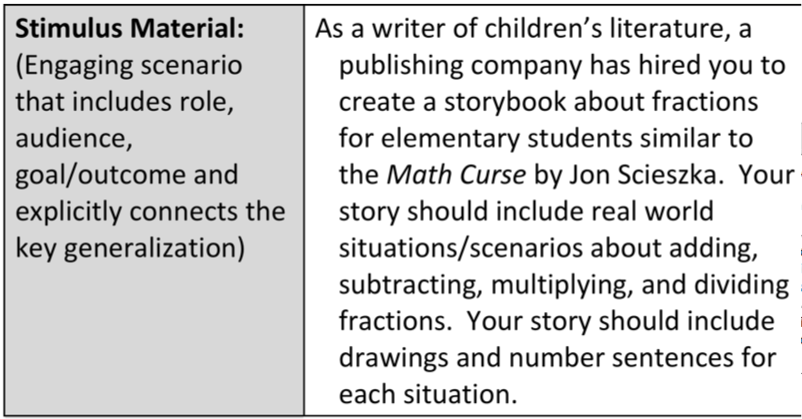 Stimulus Material:
(Engaging scenario
that includes role,
audience,
goal/outcome and
explicitly connects the
key generalization)
As a writer of children’s literature, a
publishing company has hired you to
create a storybook about fractions
for elementary students similar to
the Math Curse by Jon Scieszka.  Your
story should include real world
situations/scenarios about adding,
subtracting, multiplying, and dividing
fractions.  Your story should include
drawings and number sentences for
each situation.